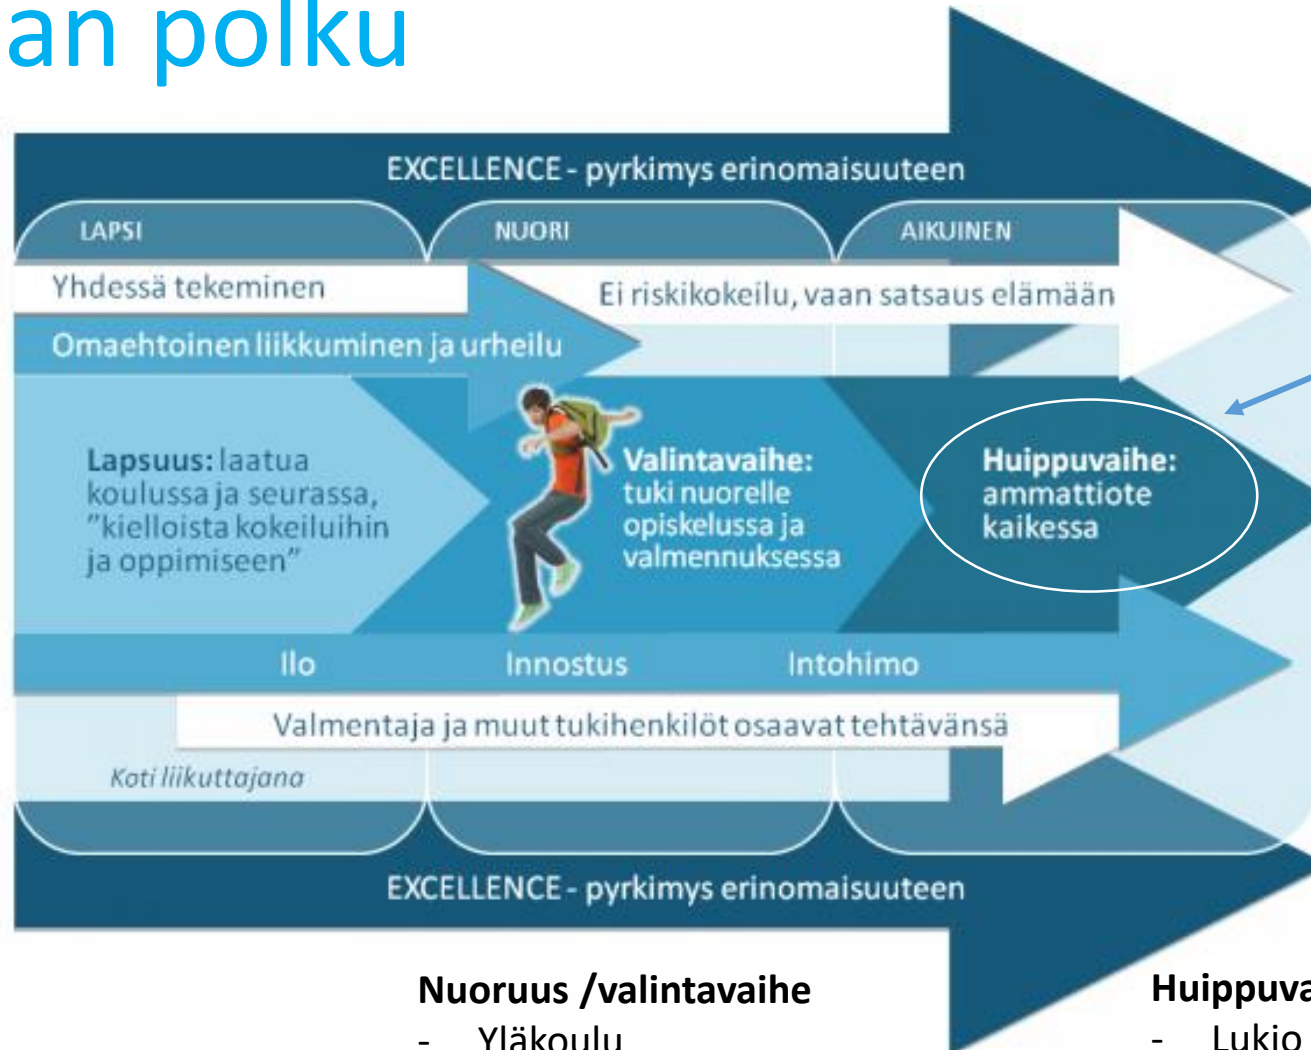 an polku
EXCELLENCE - pyrkimys erinomaisuuteen
LAPSI
NUORI
AIKUINEN
Yhdessä tekeminen
Ei riskikokeilu, vaan satsaus elämään
Omaehtoinen liikkuminen ja urheilu
Lapsuus: laatua
koulussa ja seurassa,
”kielloista kokeiluihin
ja oppimiseen”
Valintavaihe:
tuki nuorelle
opiskelussa ja
valmennuksessa
Huippuvaihe:
ammattiote
kaikessa
Ilo
Innostus
Intohimo
Valmentaja ja muut tukihenkilöt osaavat tehtävänsä
Koti liikuttajana
EXCELLENCE - pyrkimys erinomaisuuteen
Nuoruus /valintavaihe
- Yläkoulu
Huippuva
- Lukio